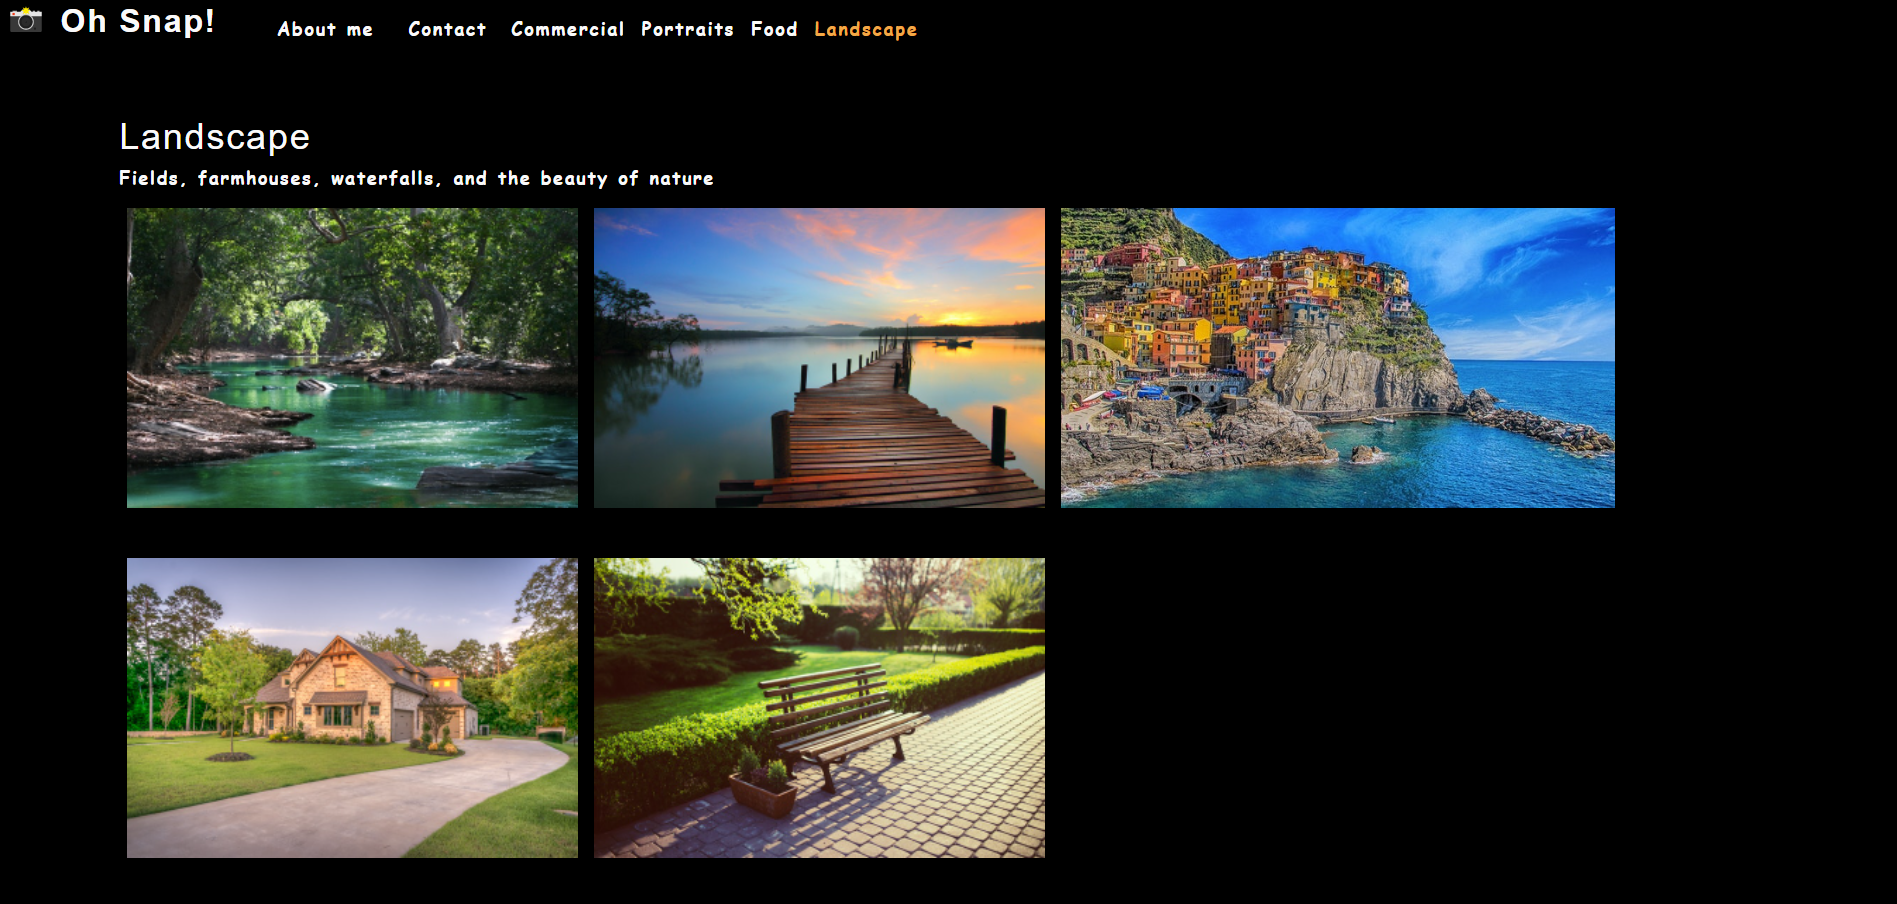 Oh Snap! About me Contact Commercial Portraits Food Landscape
Landscape
Fields, farmhouses, waterfalls, and the beauty of nature